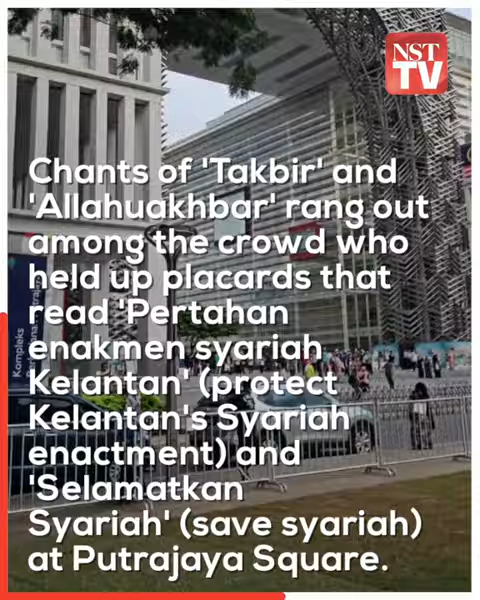 NST
TV
Chants of 'Takbir' and
'Allahuakhbar' rang out
among the crowd who
held up placards that
read 'Pertahan
enakmen syariah
Kelantan' (protect
Kelantan's Syariah
enactment) and
'Selamatkan
Syariah' (save syariah)
at Putrajaya Square.
Kompleks